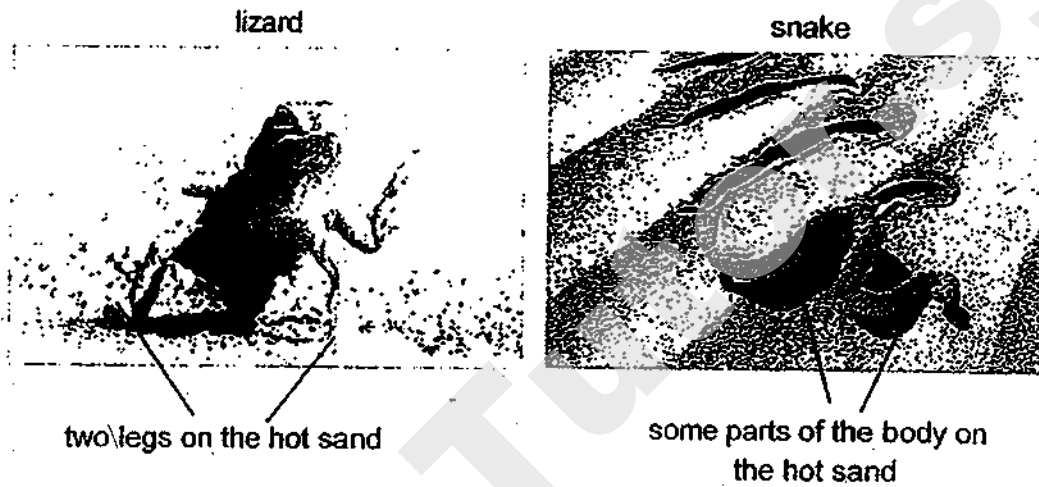 lizard
snake
two\legs on the hot sand
some parts of the body on
the hot sand